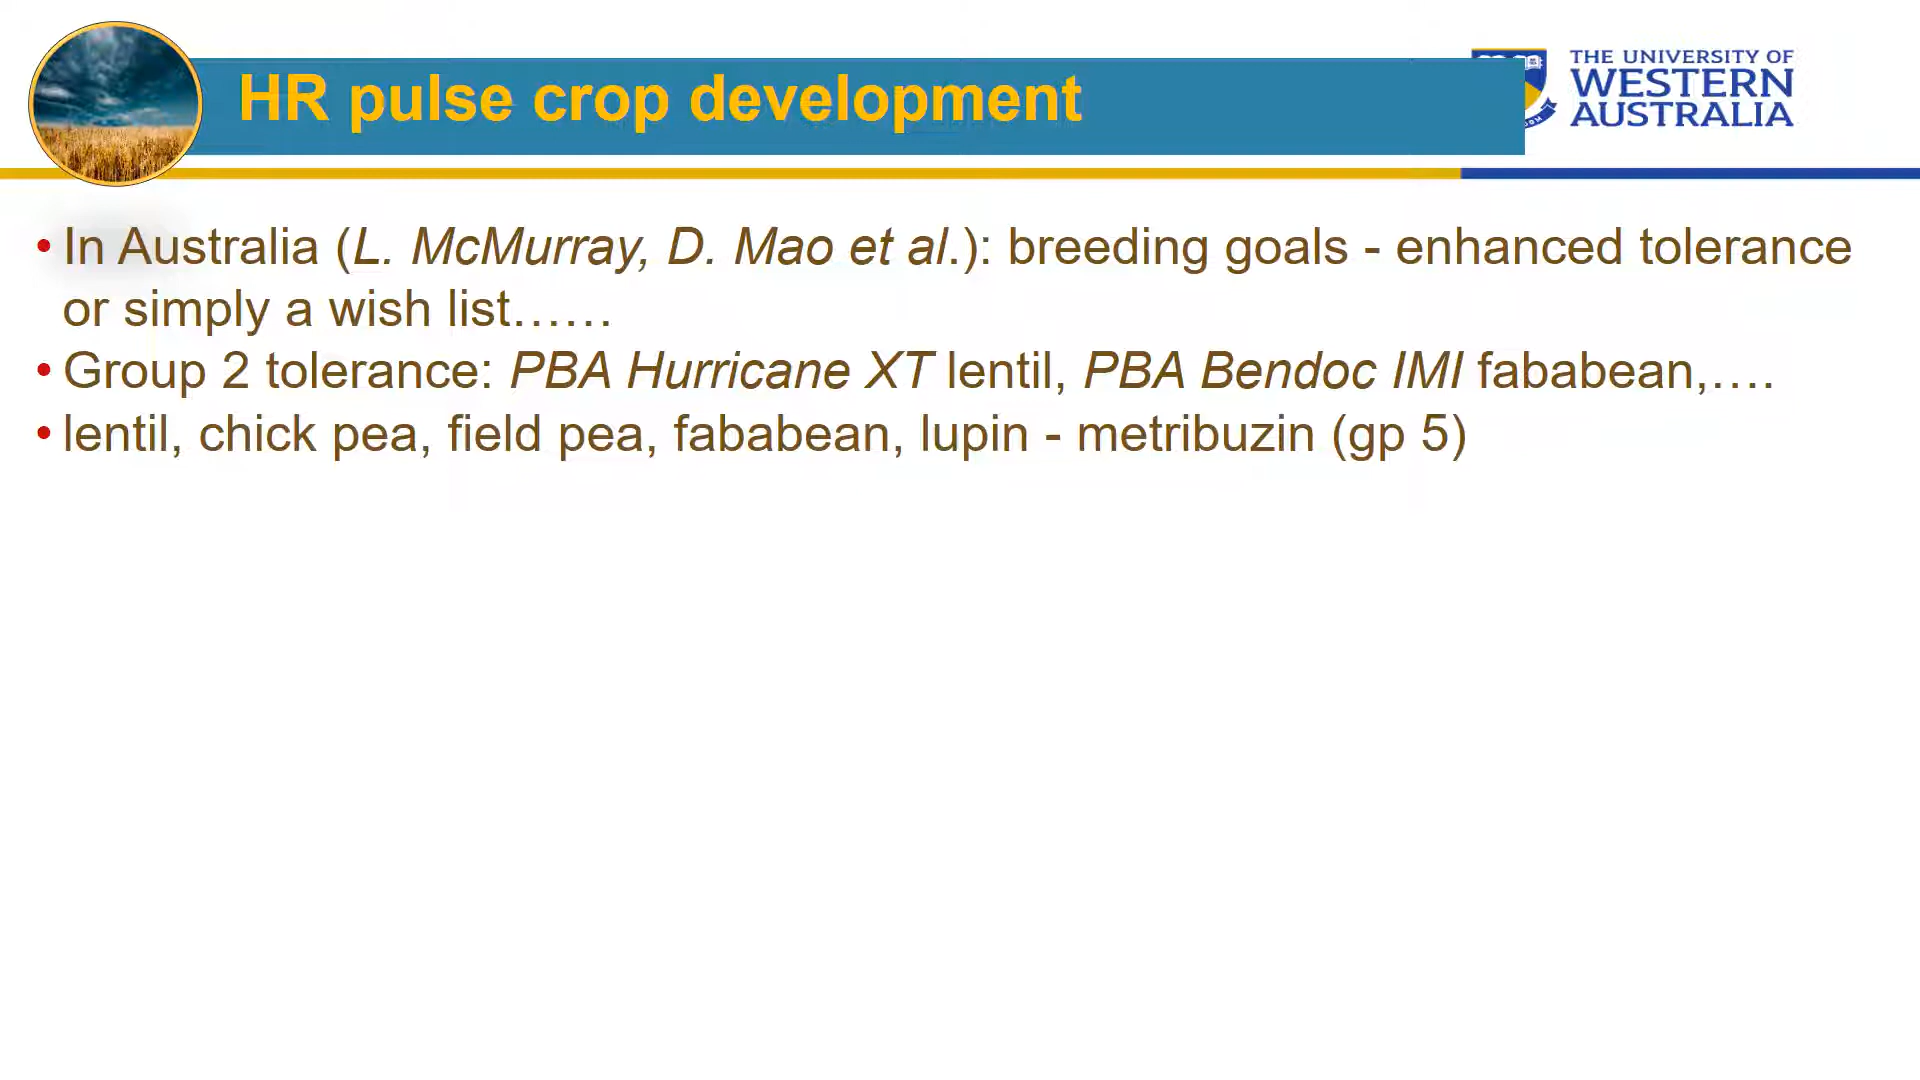 HR pulse crop development
THE UNIVERSITY OF
WESTERN
AUSTRALIA
• In Australia (L. McMurray, D. Mao et al.): breeding goals - enhanced tolerance
or simply a wish list……
• Group 2 tolerance: PBA Hurricane XT lentil, PBA Bendoc IMI fababean,….
• lentil, chick pea, field pea, fababean, lupin - metribuzin (gp 5)